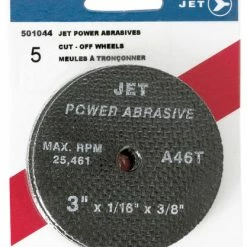 JET
501044 JET POWER ABRASIVES
5 CUT - OFF WHEELS
MEULES À TRONÇONNER
JET
POWER ABRASIVE
MAX. RPM
25,461
A46T
3" x 1/16" x 3/8"